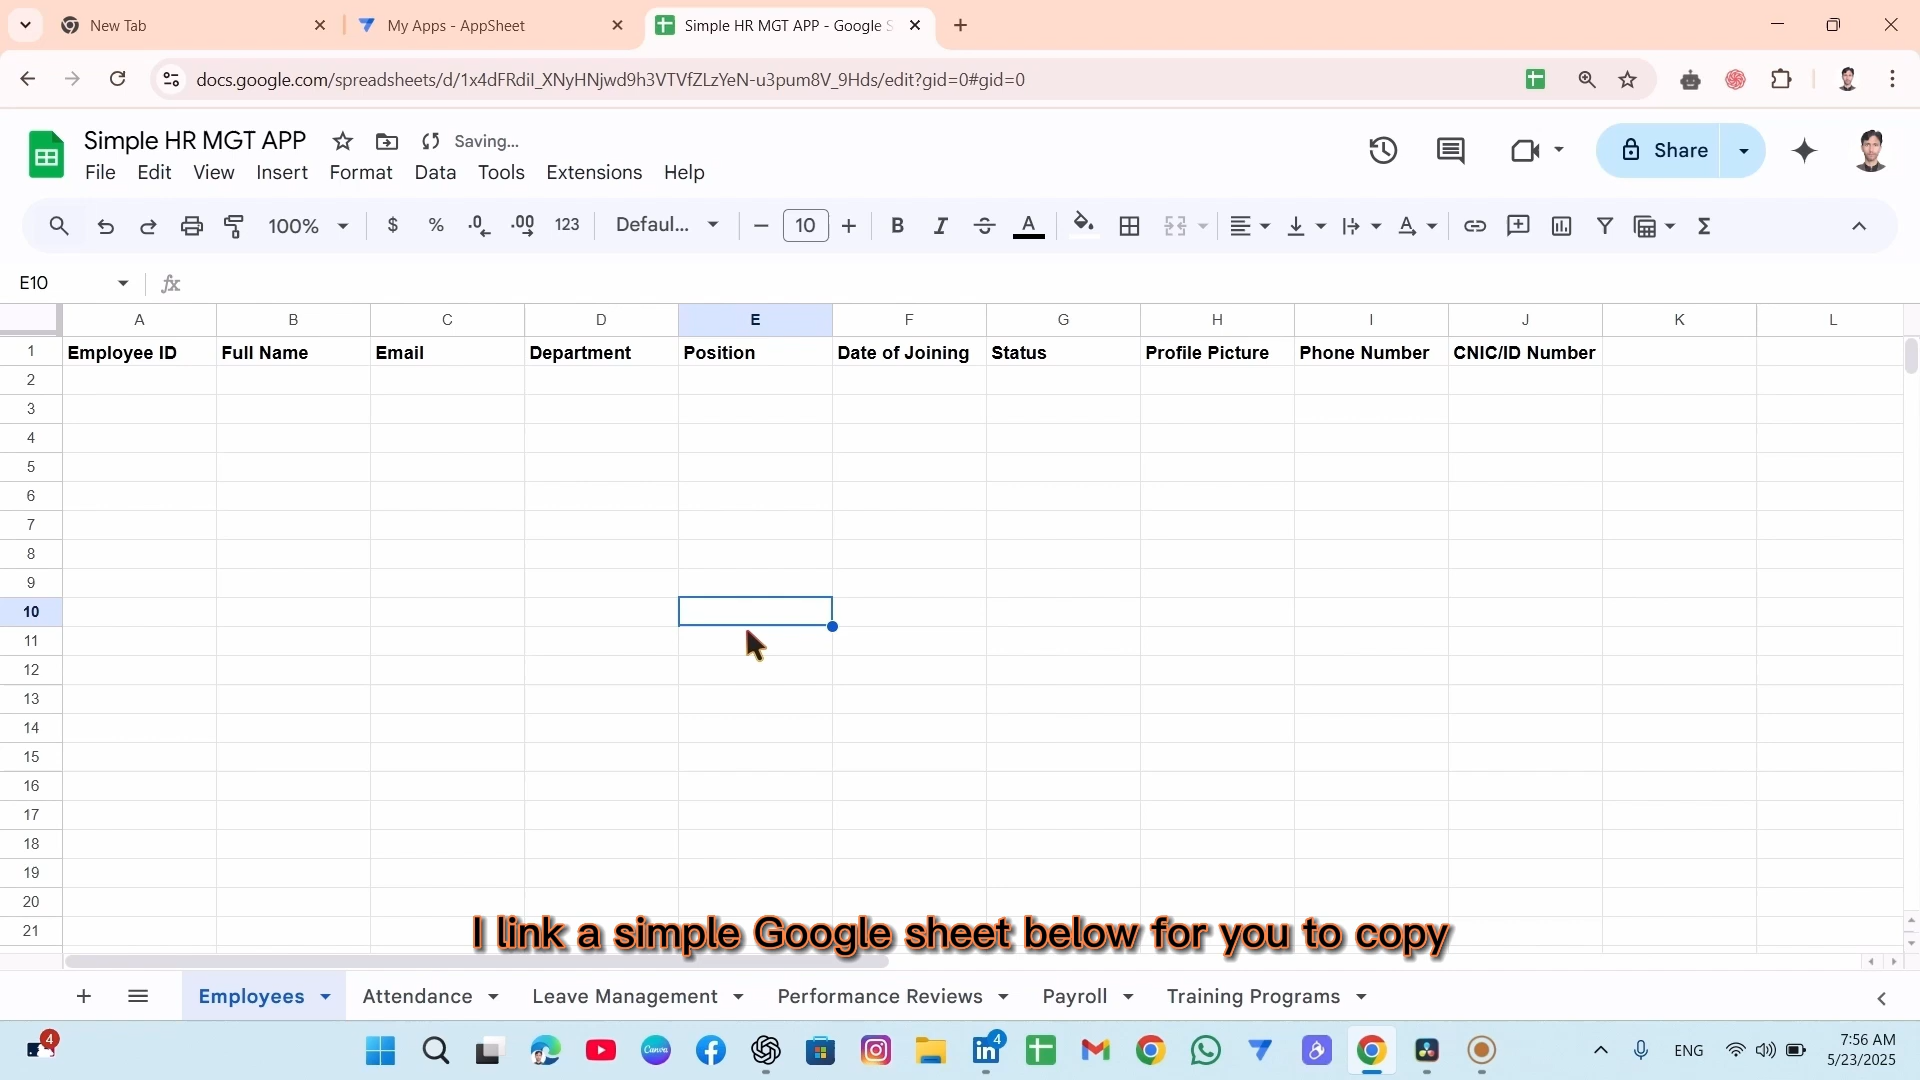 New Tab
My Apps - AppSheet
Simple HR MGT APP - Google S
docs.google.com/spreadsheets/d/1x4dFRdiI_XNyHNjwd9h3VTVfZLzYeN-u3pum8V_9Hds/edit?gid=0#gid=0
Simple HR MGT APP
Saving...
Share
File Edit View Insert Format Data Tools Extensions Help
100% $ % .0 .00 123 Defaul... 10 B I S A
E10 fx
A B C D E F G H I J K L
1 Employee ID Full Name Email Department Position Date of Joining Status Profile Picture Phone Number CNIC/ID Number
2
3
4
5
6
7
8
9
10
11
12
13
14
15
16
17
18
19
20
21
I link a simple Google sheet below for you to copy
Employees Attendance Leave Management Performance Reviews Payroll Training Programs
4
Canva
4
ENG
7:56 AM
5/23/2025